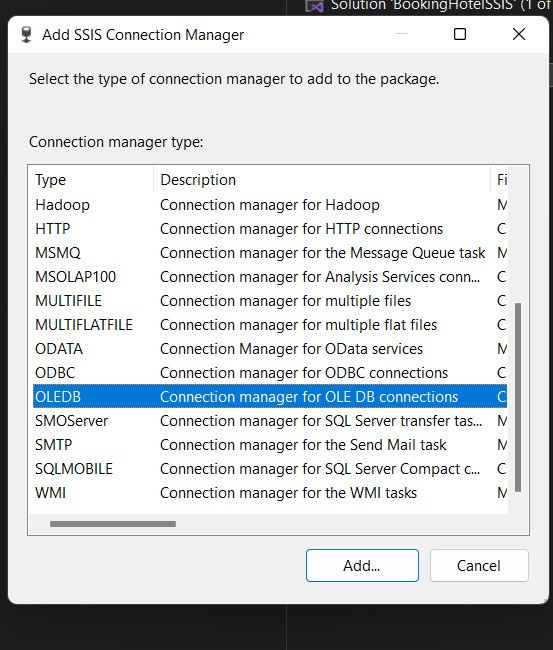 Solution 'BookingHotelSSIS' (1 of
Add SSIS Connection Manager
Select the type of connection manager to add to the package.
Connection manager type:
Type Description Fi
Hadoop Connection manager for Hadoop M
HTTP Connection manager for HTTP connections C
MSMQ Connection manager for the Message Queue task M
MSOLAP100 Connection manager for Analysis Services conn... C
MULTIFILE Connection manager for multiple files C
MULTIFLATFILE Connection manager for multiple flat files C
ODATA Connection Manager for OData services M
ODBC Connection manager for ODBC connections C
OLEDB Connection manager for OLE DB connections C
SMOServer Connection manager for SQL Server transfer tas... M
SMTP Connection manager for the Send Mail task M
SQLMOBILE Connection manager for SQL Server Compact c... C
WMI Connection manager for the WMI tasks M
Add... Cancel